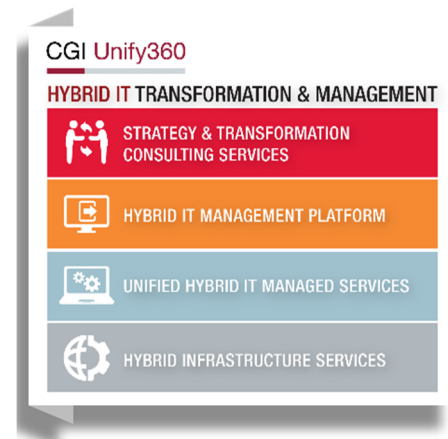 CGI Unify360
HYBRID IT TRANSFORMATION & MANAGEMENT
STRATEGY & TRANSFORMATION
CONSULTING SERVICES
HYBRID IT MANAGEMENT PLATFORM
UNIFIED HYBRID IT MANAGED SERVICES
HYBRID INFRASTRUCTURE SERVICES